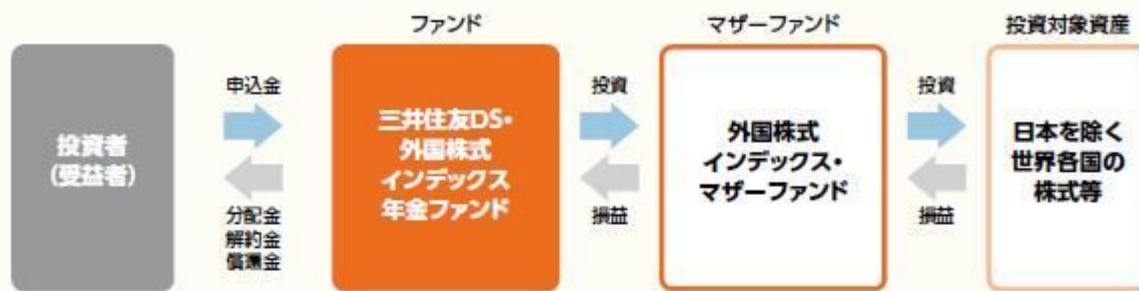 ファンド
マザーファンド
投資対象資産
投資者
(受益者)
申込金
分配金
解約金
償還金
三井住友DS・
外国株式
インデックス
年金ファンド
投資
損益
外国株式
インデックス・
マザーファンド
投資
損益
日本を除く
世界各国の
株式等